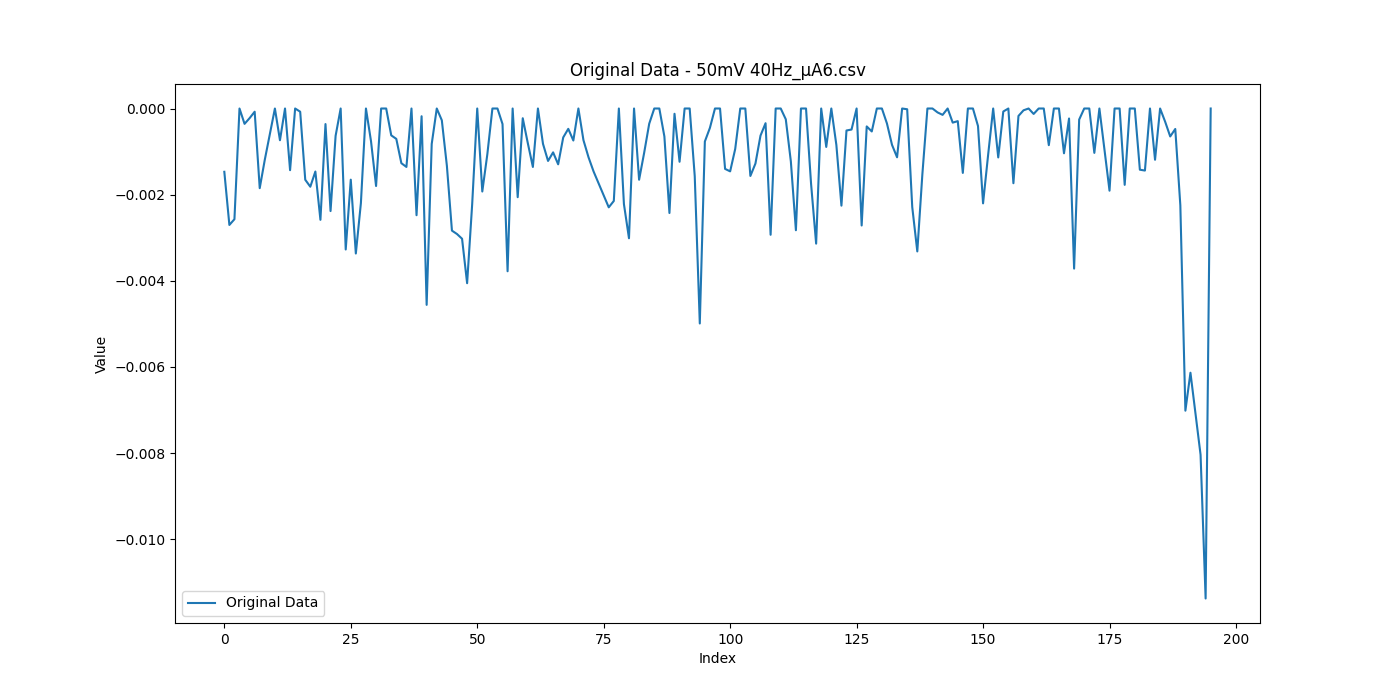 Original Data - 50mV 40Hz_μA6.csv
0.000
−0.002
−0.004
−0.006
−0.008
−0.010
Value
Original Data
0 25 50 75 100 125 150 175 200
Index